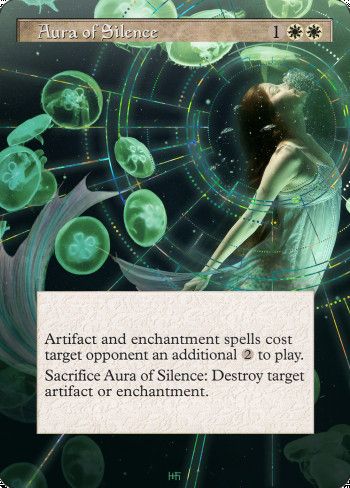 Aura of Silence 1
Artifact and enchantment spells cost
target opponent an additional 2 to play.
Sacrifice Aura of Silence: Destroy target
artifact or enchantment.